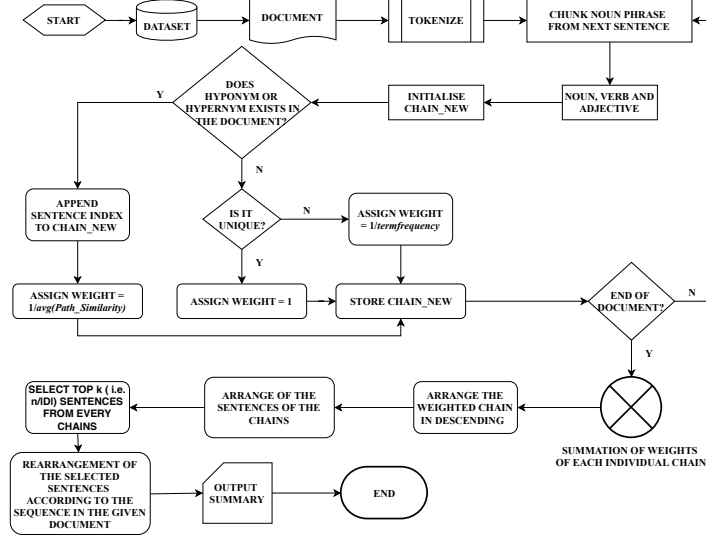 START
DATASET
DOCUMENT
TOKENIZE
CHUNK NOUN PHRASE
FROM NEXT SENTENCE
DOES
HYPONYM OR
HYPERNYM EXISTS IN
THE DOCUMENT?
Y
INITIALISE
CHAIN_NEW
NOUN, VERB AND
ADJECTIVE
N
APPEND
SENTENCE INDEX
TO CHAIN_NEW
IS IT
UNIQUE?
N
ASSIGN WEIGHT
= 1/termfrequency
Y
ASSIGN WEIGHT =
1/avg(Path_Similarity)
ASSIGN WEIGHT = 1
STORE CHAIN_NEW
END OF
DOCUMENT?
N
Y
SELECT TOP k ( i.e.
n/IDI) SENTENCES
FROM EVERY
CHAINS
ARRANGE OF THE
SENTENCES OF THE
CHAINS
ARRANGE THE
WEIGHTED CHAIN
IN DESCENDING
SUMMATION OF WEIGHTS
OF EACH INDIVIDUAL CHAIN
REARRANGEMENT OF
THE SELECTED
SENTENCES
ACCORDING TO THE
SEQUENCE IN THE GIVEN
DOCUMENT
OUTPUT
SUMMARY
END